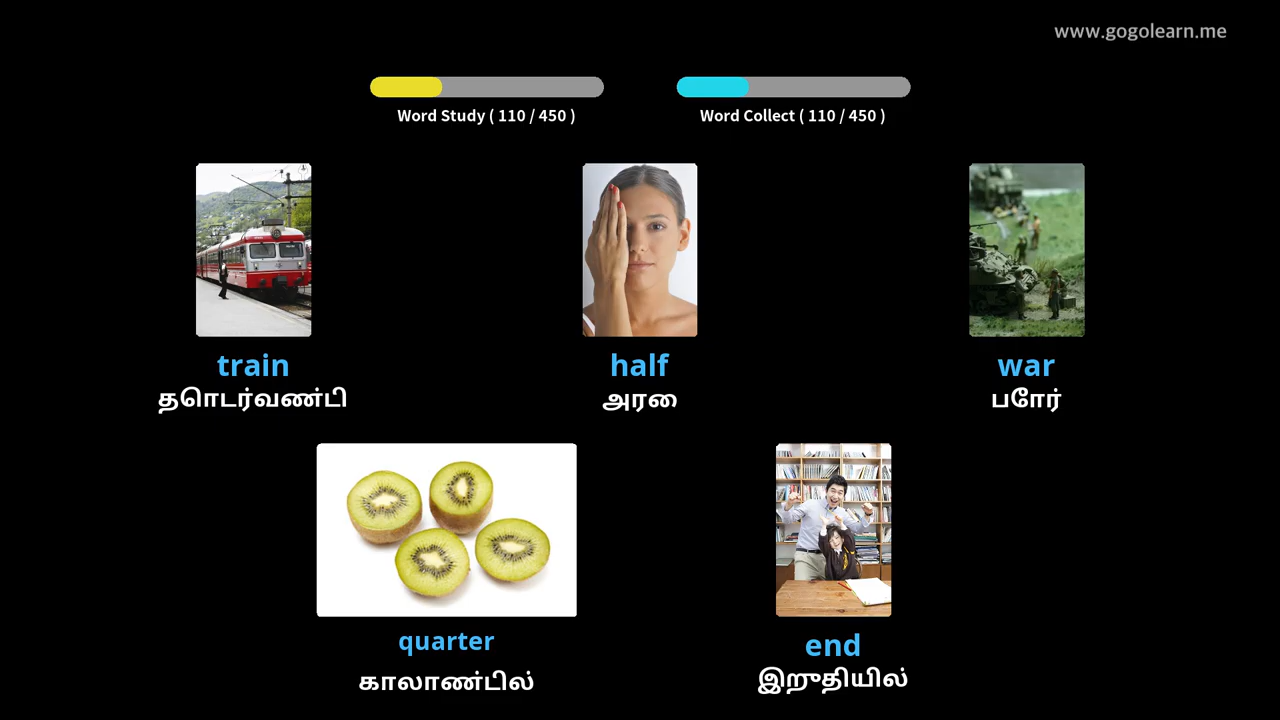 www.gogolearn.me
Word Study ( 110 / 450 )
Word Collect ( 110 / 450 )
train
தொடர்வண்பி
half
அரை
war
போர்
quarter
காலாண்பில்
end
இறுதியில்